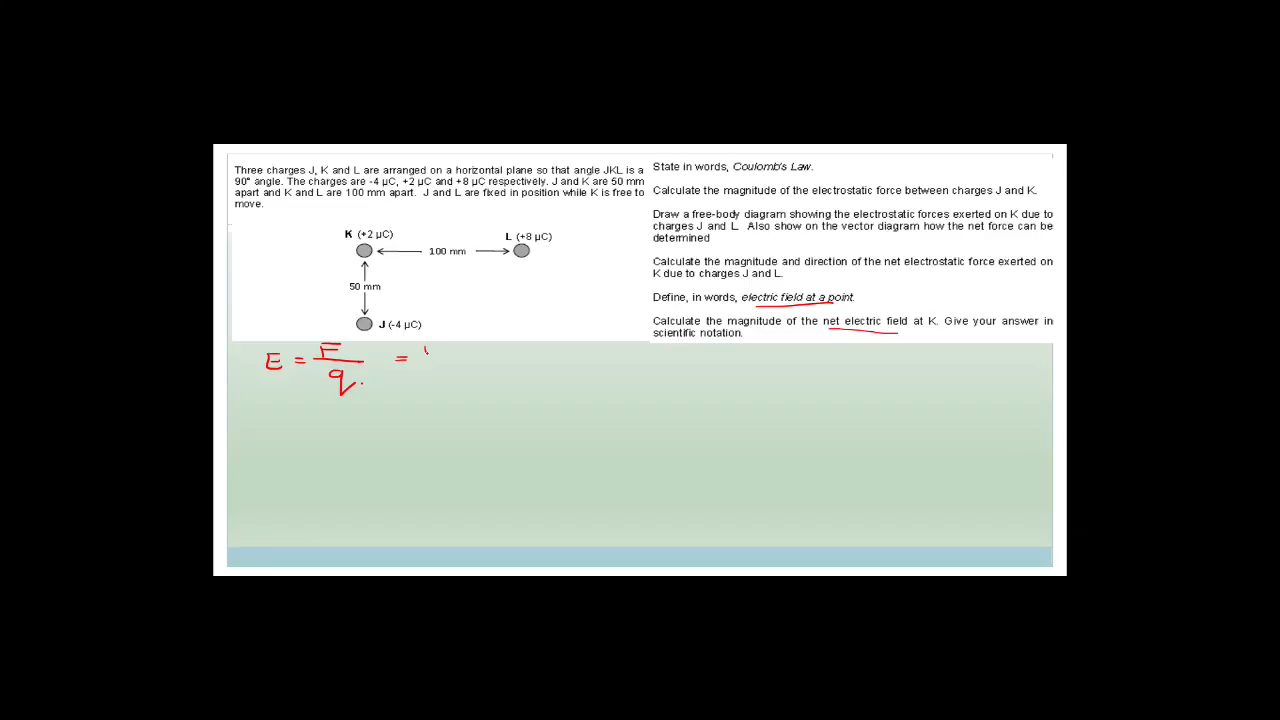 Three charges J, K and L are arranged on a horizontal plane so that angle JKL is a
90° angle. The charges are -4 µC, +2 µC and +8 µC respectively. J and K are 50 mm
apart and K and L are 100 mm apart. J and L are fixed in position while K is free to
move.
K (+2 µC)
L (+8 µC)
100 mm
50 mm
J (-4 µC)
E = F / q =
State in words, Coulomb's Law.
Calculate the magnitude of the electrostatic force between charges J and K.
Draw a free-body diagram showing the electrostatic forces exerted on K due to
charges J and L. Also show on the vector diagram how the net force can be
determined
Calculate the magnitude and direction of the net electrostatic force exerted on
K due to charges J and L.
Define, in words, electric field at a point.
Calculate the magnitude of the net electric field at K. Give your answer in
scientific notation.